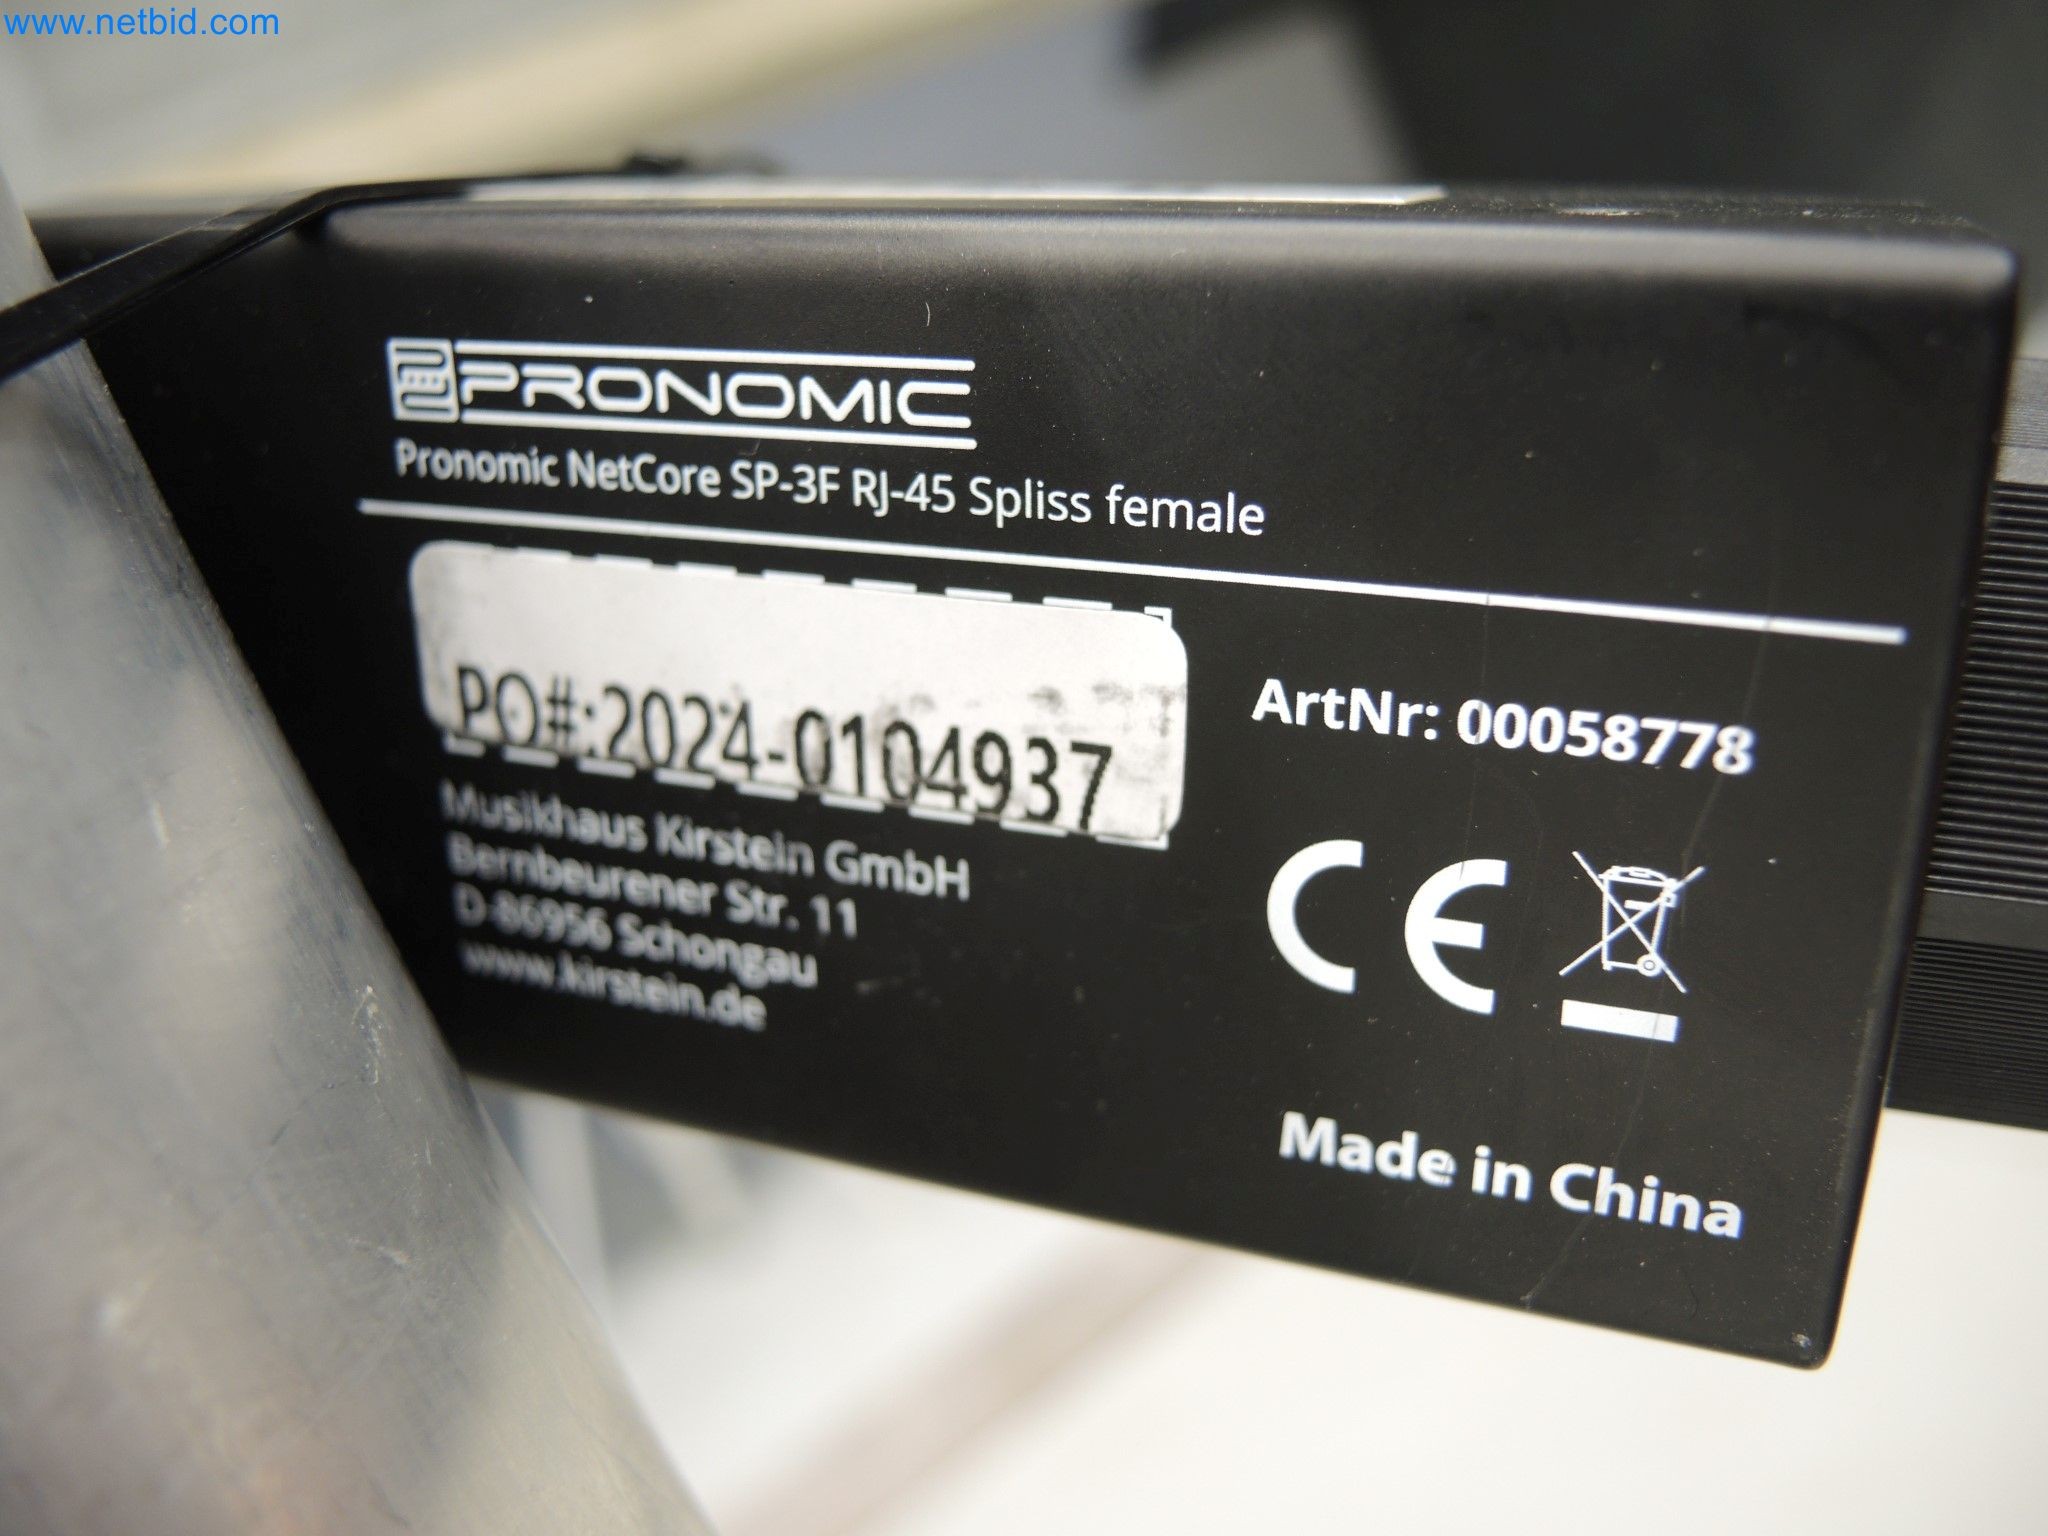 www.netbid.com
PRONOMIC
Pronomic NetCore SP-3F RJ-45 Spliss female
PO#:2024-0104937
ArtNr: 00058778
Musikhaus Kirstein GmbH
Bernbeurener Str. 11
D-86956 Schongau
www.kirstein.de
CE
Made in China